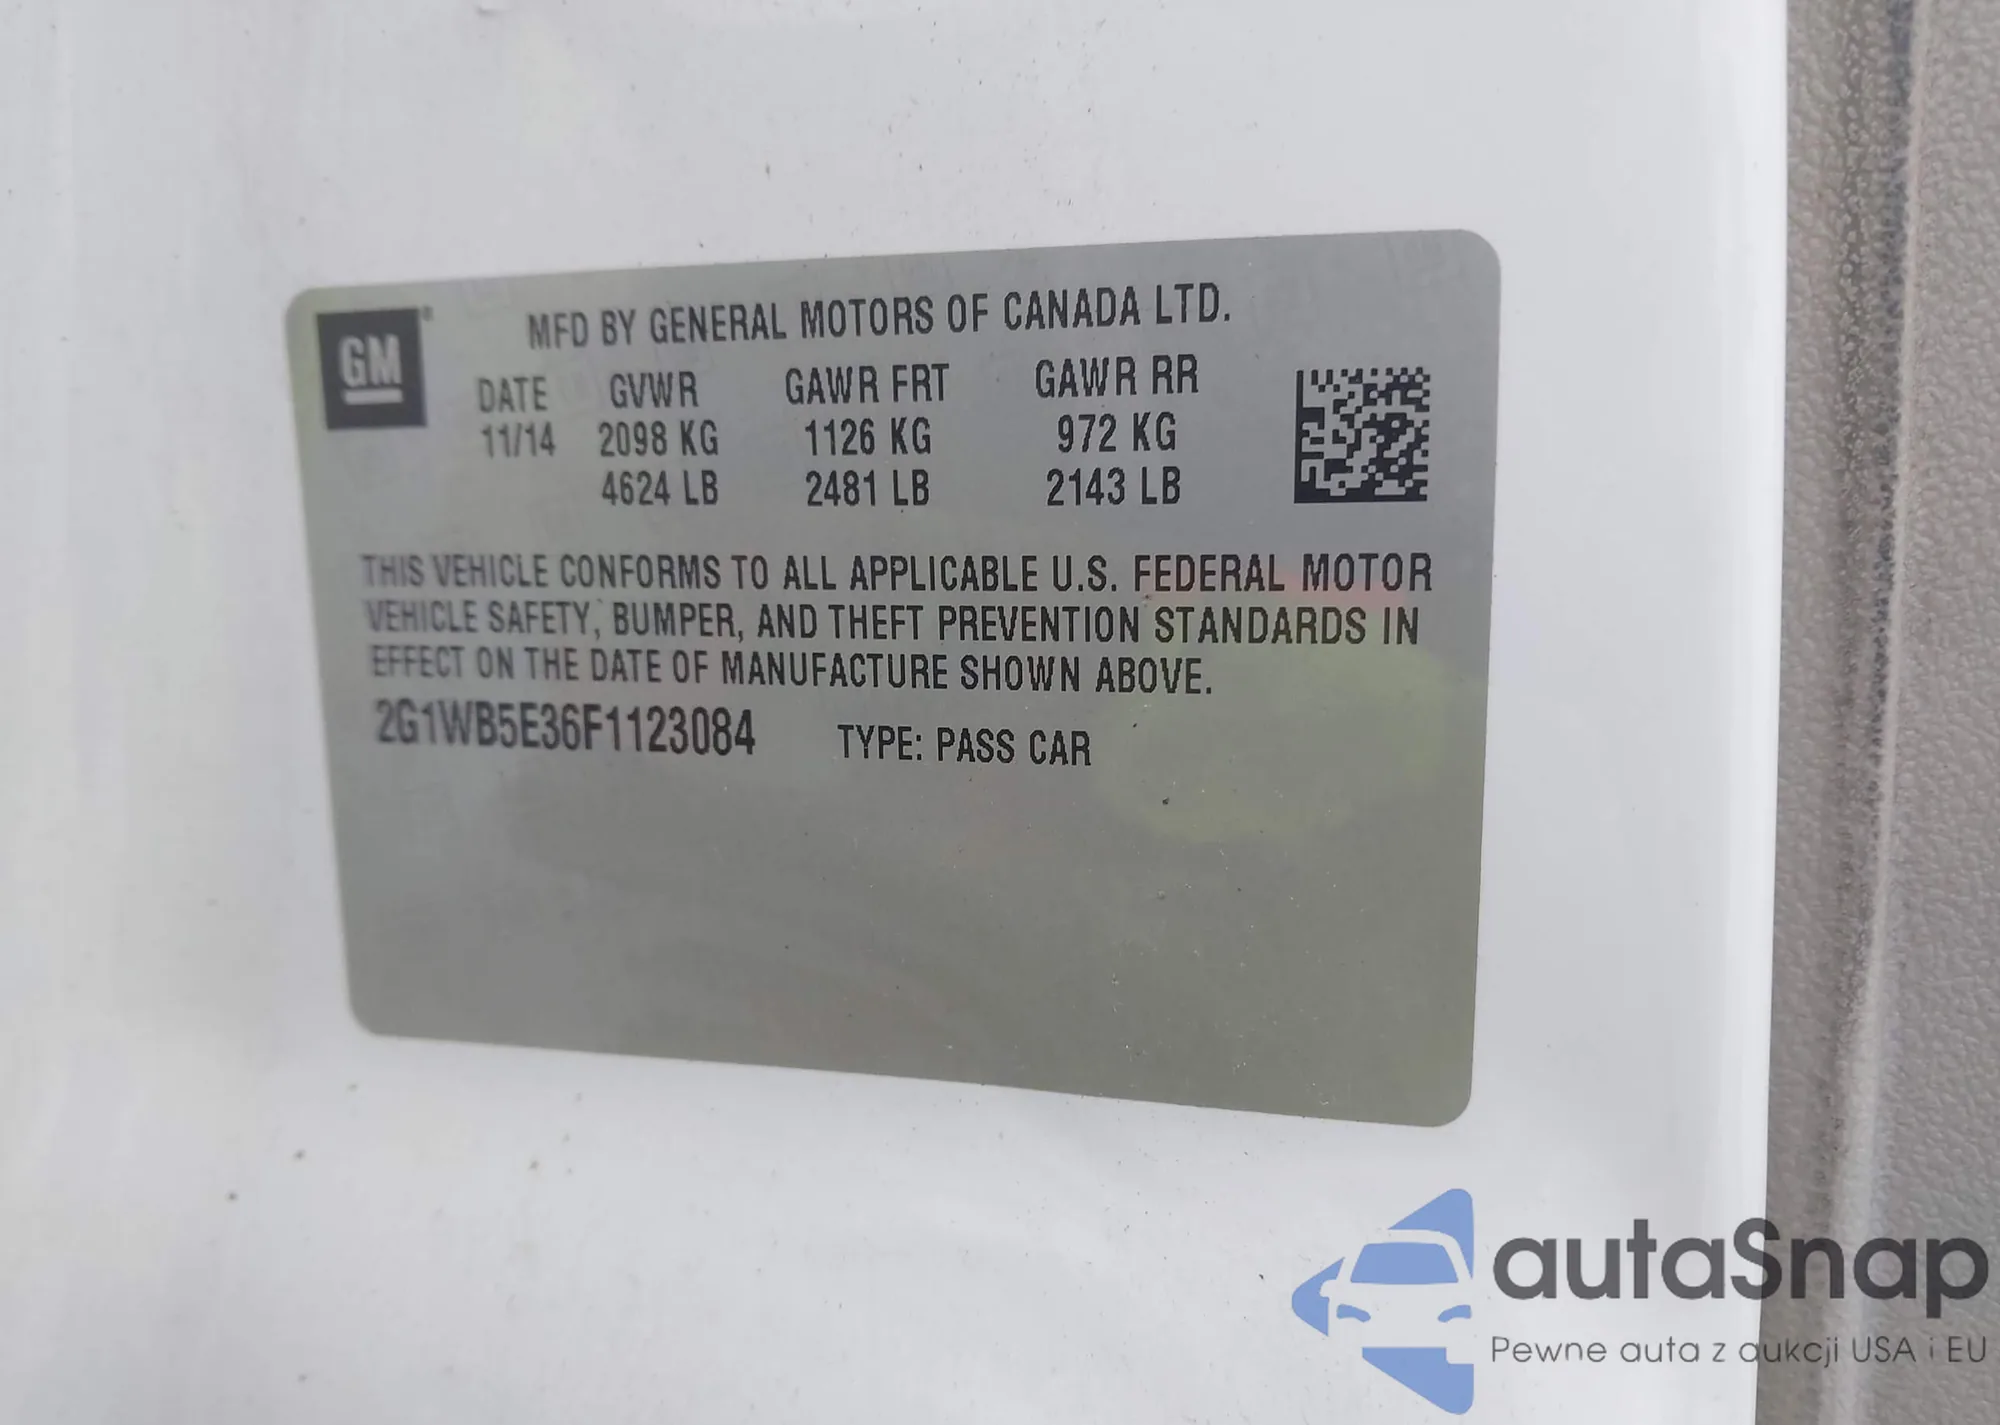 GM
MFD BY GENERAL MOTORS OF CANADA LTD.
DATE GVWR GAWR FRT GAWR RR
11/14 2098 KG 1126 KG 972 KG
4624 LB 2481 LB 2143 LB
THIS VEHICLE CONFORMS TO ALL APPLICABLE U.S. FEDERAL MOTOR
VEHICLE SAFETY, BUMPER, AND THEFT PREVENTION STANDARDS IN
EFFECT ON THE DATE OF MANUFACTURE SHOWN ABOVE.
2G1WB5E36F1123084 TYPE: PASS CAR
autaSnap
Pewne auta z aukcji USA i EU